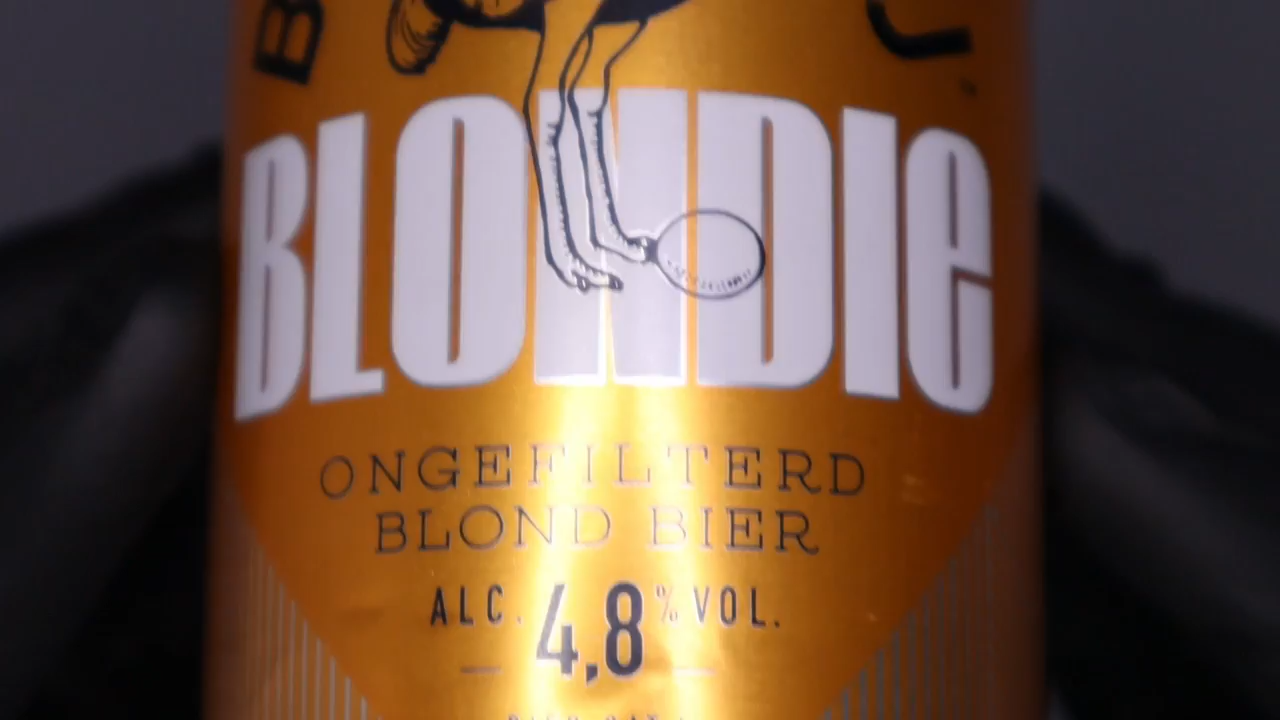 BLONDIE
ONGEFILTERD
BLOND BIER
ALC. 4,8% VOL.